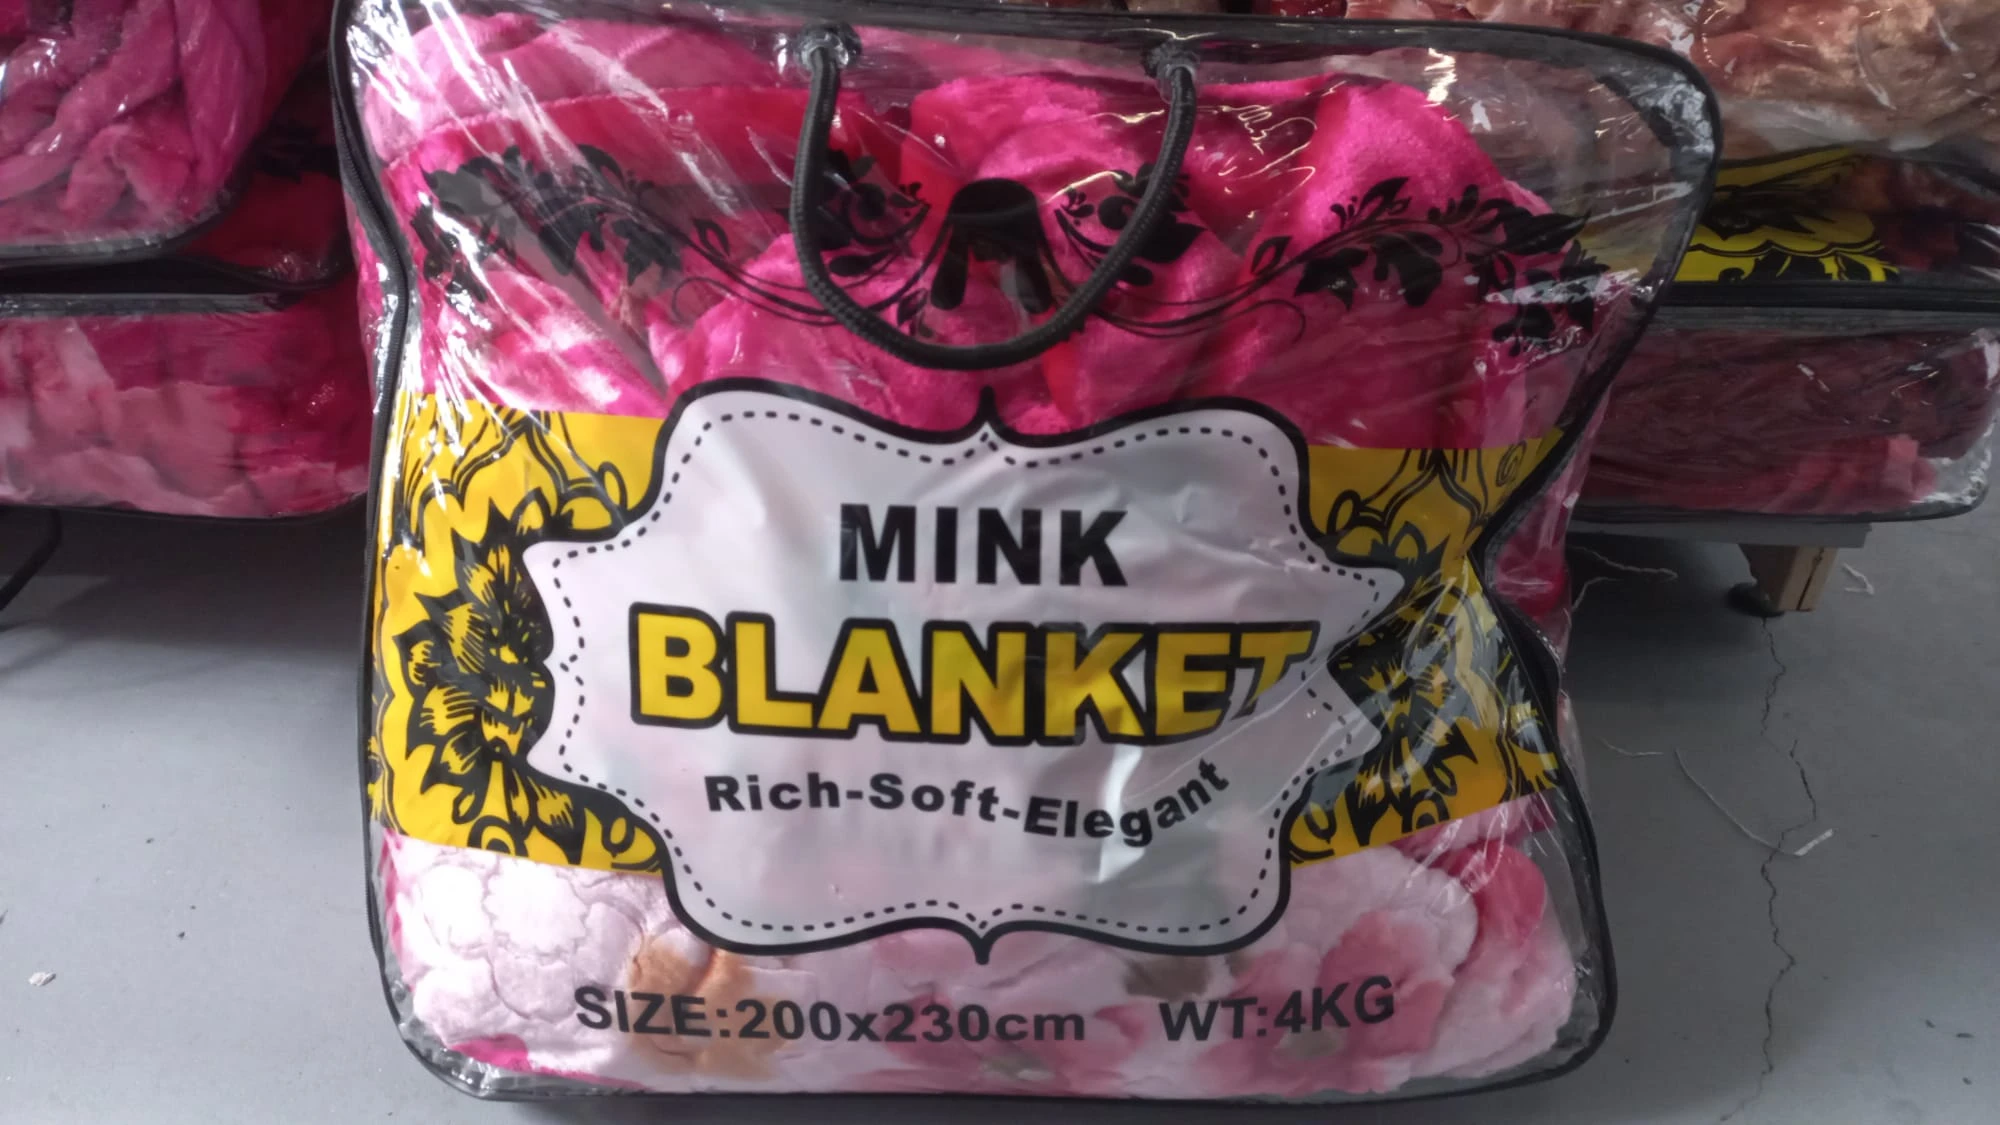 MINK
BLANKET
Rich-Soft-Elegant
SIZE:200x230cm WT:4KG